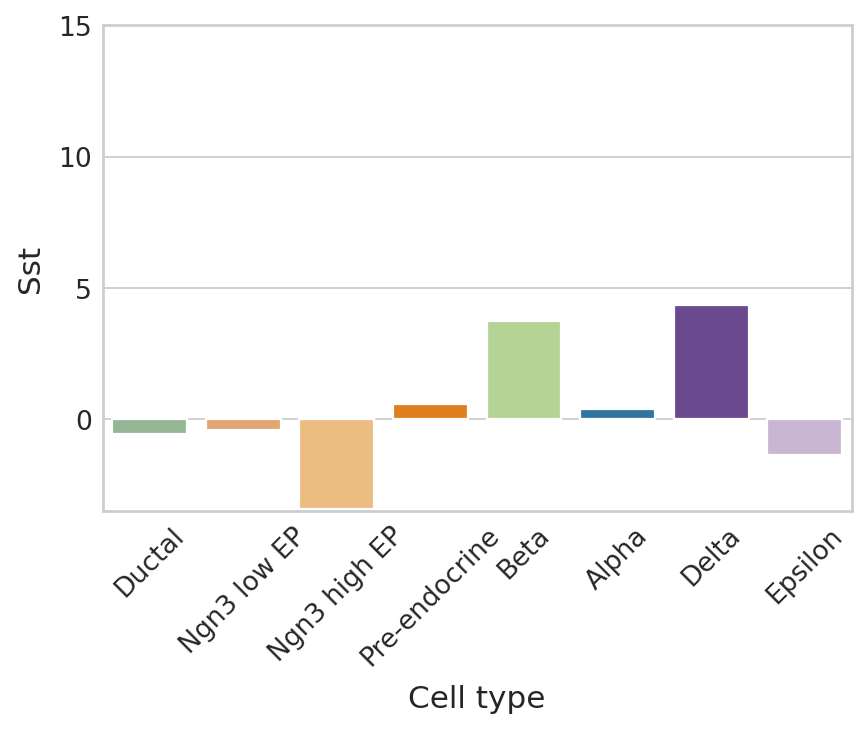 15
10
5
0
Sst
Ductal
Ngn3 low EP
Ngn3 high EP
Pre-endocrine
Beta
Alpha
Delta
Epsilon
Cell type